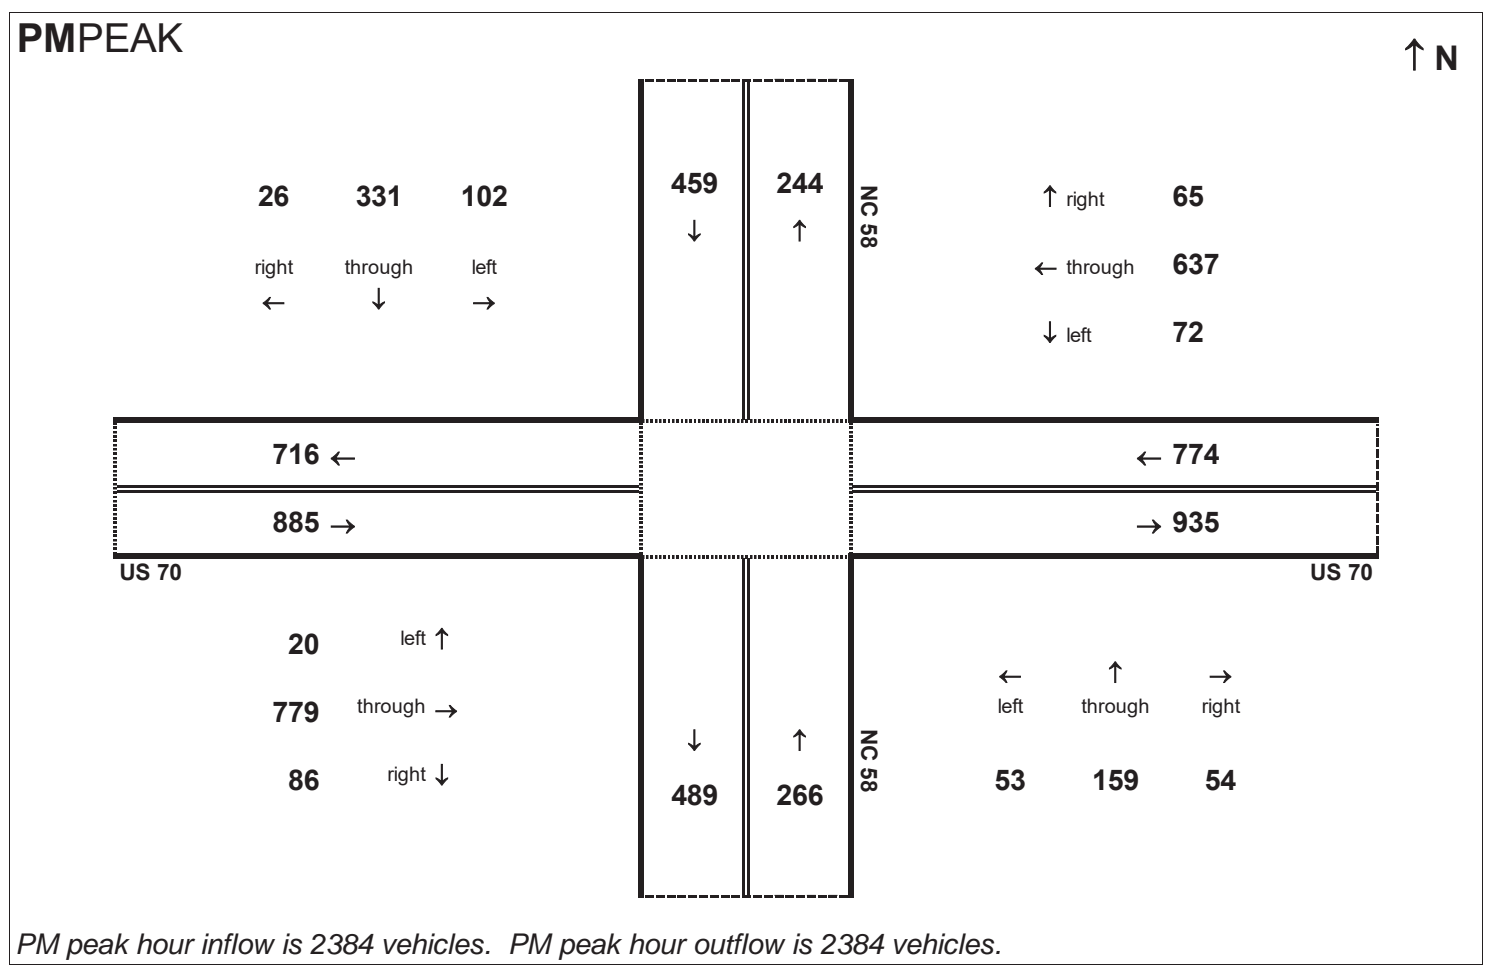 PMPEAK
↑ N
459 244
NC 58
26 331 102
right through left
← ↓ →
↓ ↑
↑ right 65
← through 637
↓ left 72
716 ←
885 →
← 774
→ 935
US 70
US 70
20 left ↑
779 through →
86 right ↓
↓ ↑
489 266
NC 58
← ↑ →
left through right
53 159 54
PM peak hour inflow is 2384 vehicles. PM peak hour outflow is 2384 vehicles.